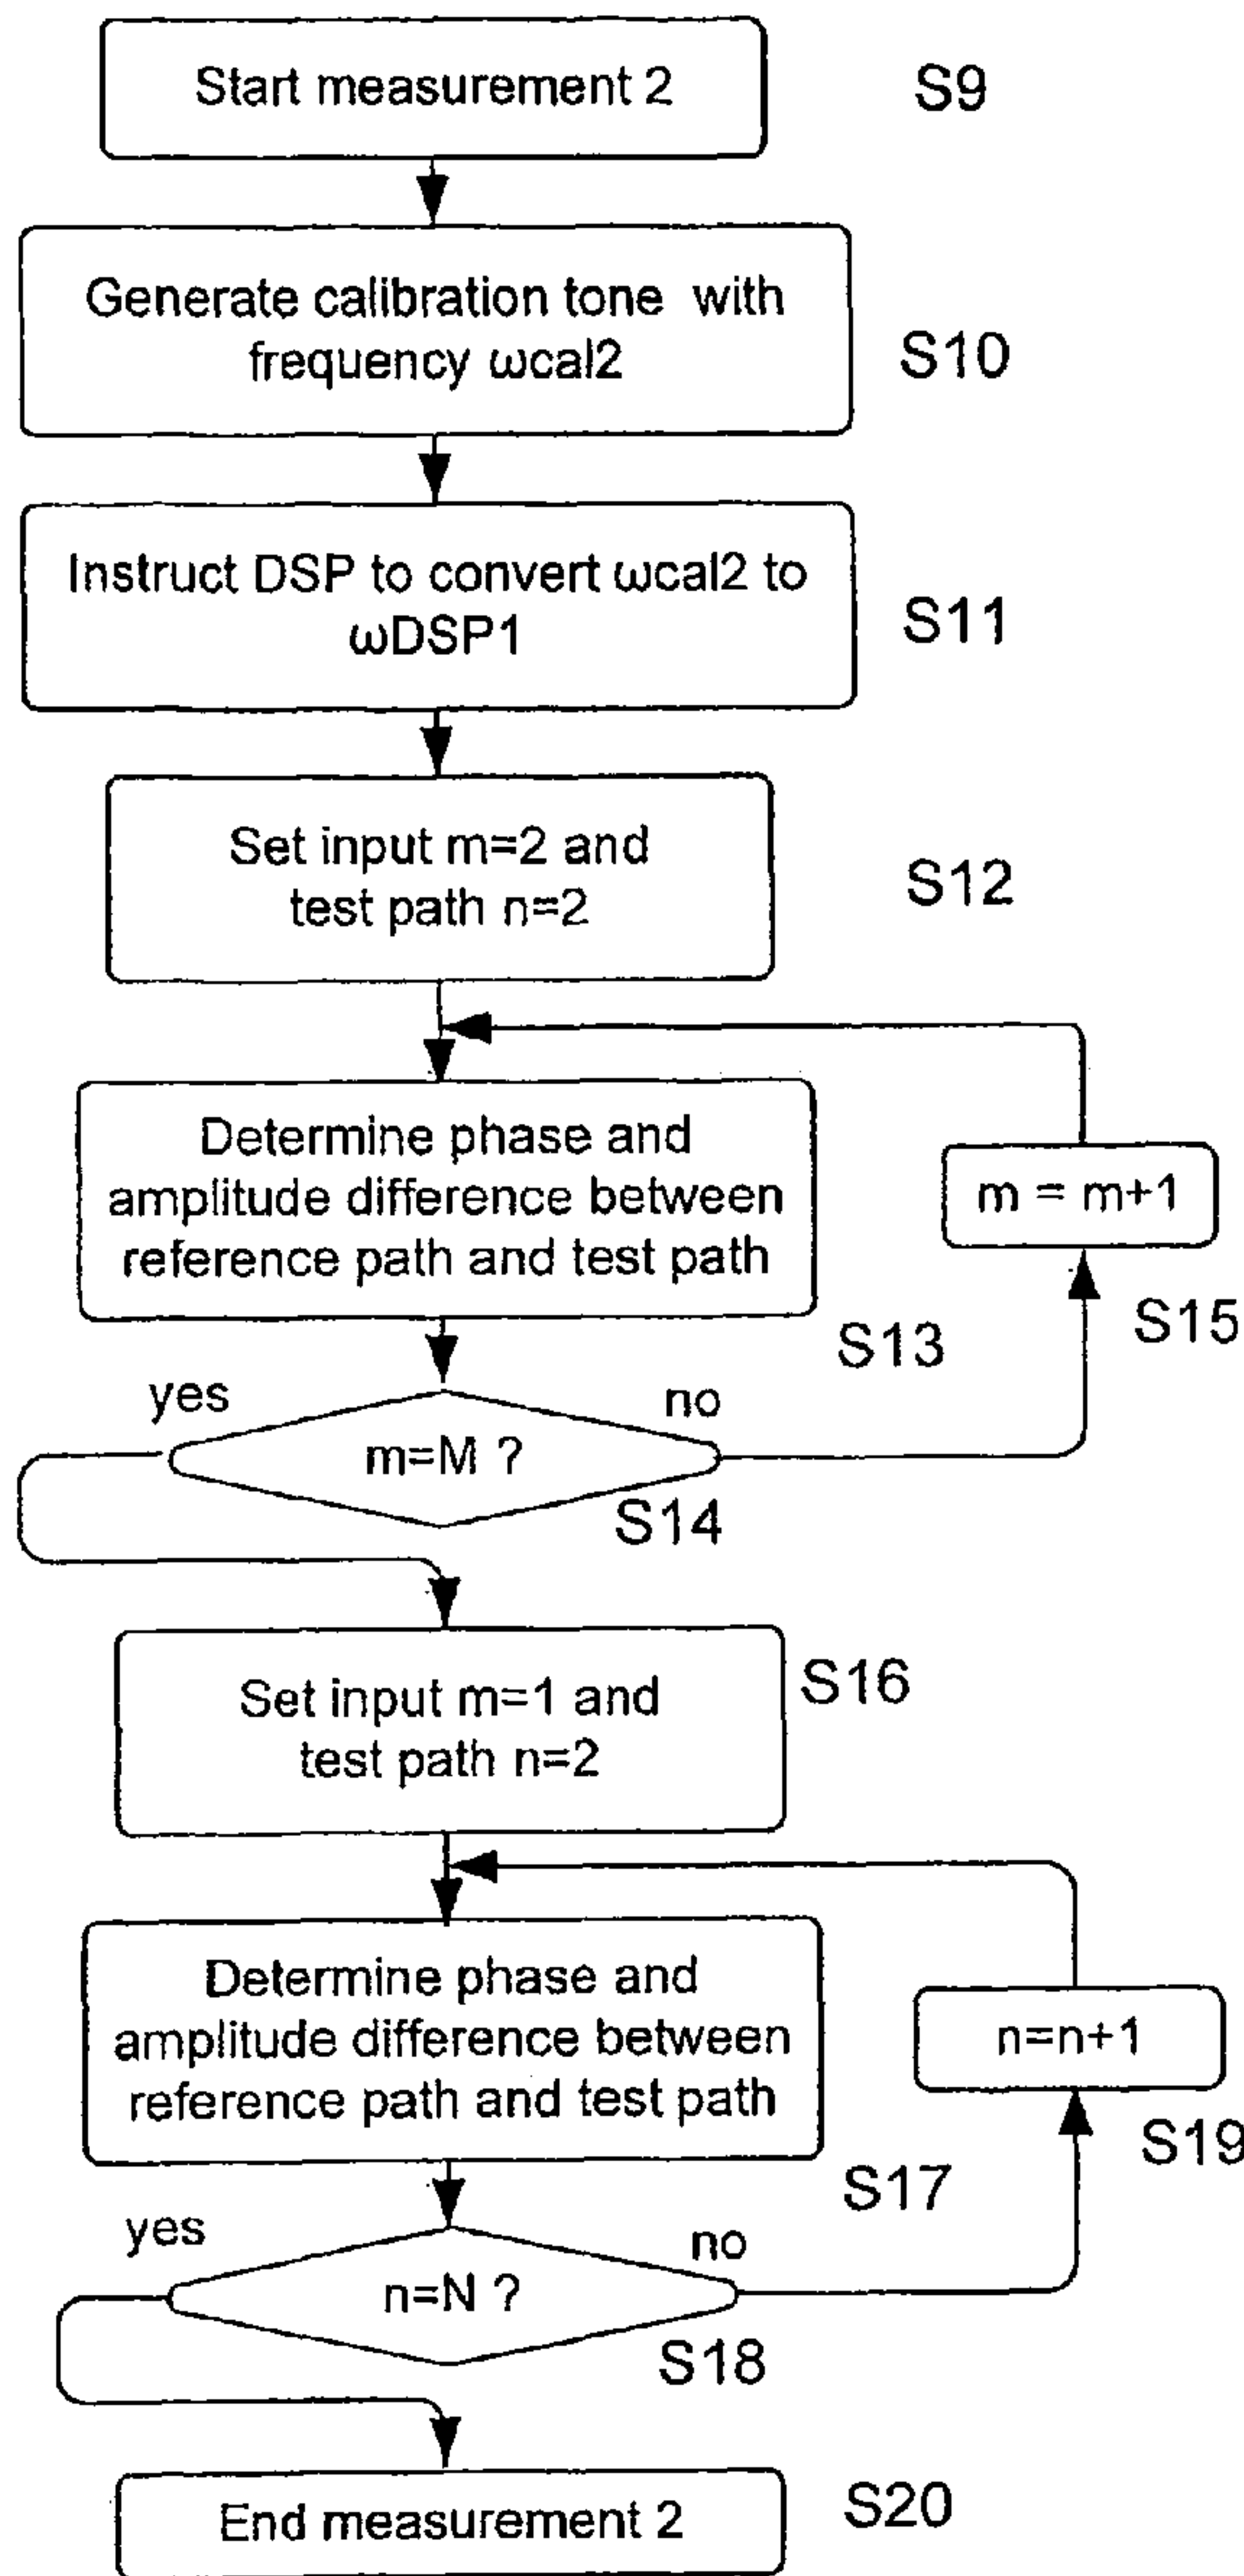 Start measurement 2
S9
Generate calibration tone with
frequency ωcal2
S10
Instruct DSP to convert ωcal2 to
ωDSP1
S11
Set input m=2 and
test path n=2
S12
Determine phase and
amplitude difference between
reference path and test path
S13
m = m+1
S15
yes
no
m=M ?
S14
Set input m=1 and
test path n=2
S16
Determine phase and
amplitude difference between
reference path and test path
S17
n=n+1
S19
yes
no
n=N ?
S18
End measurement 2
S20